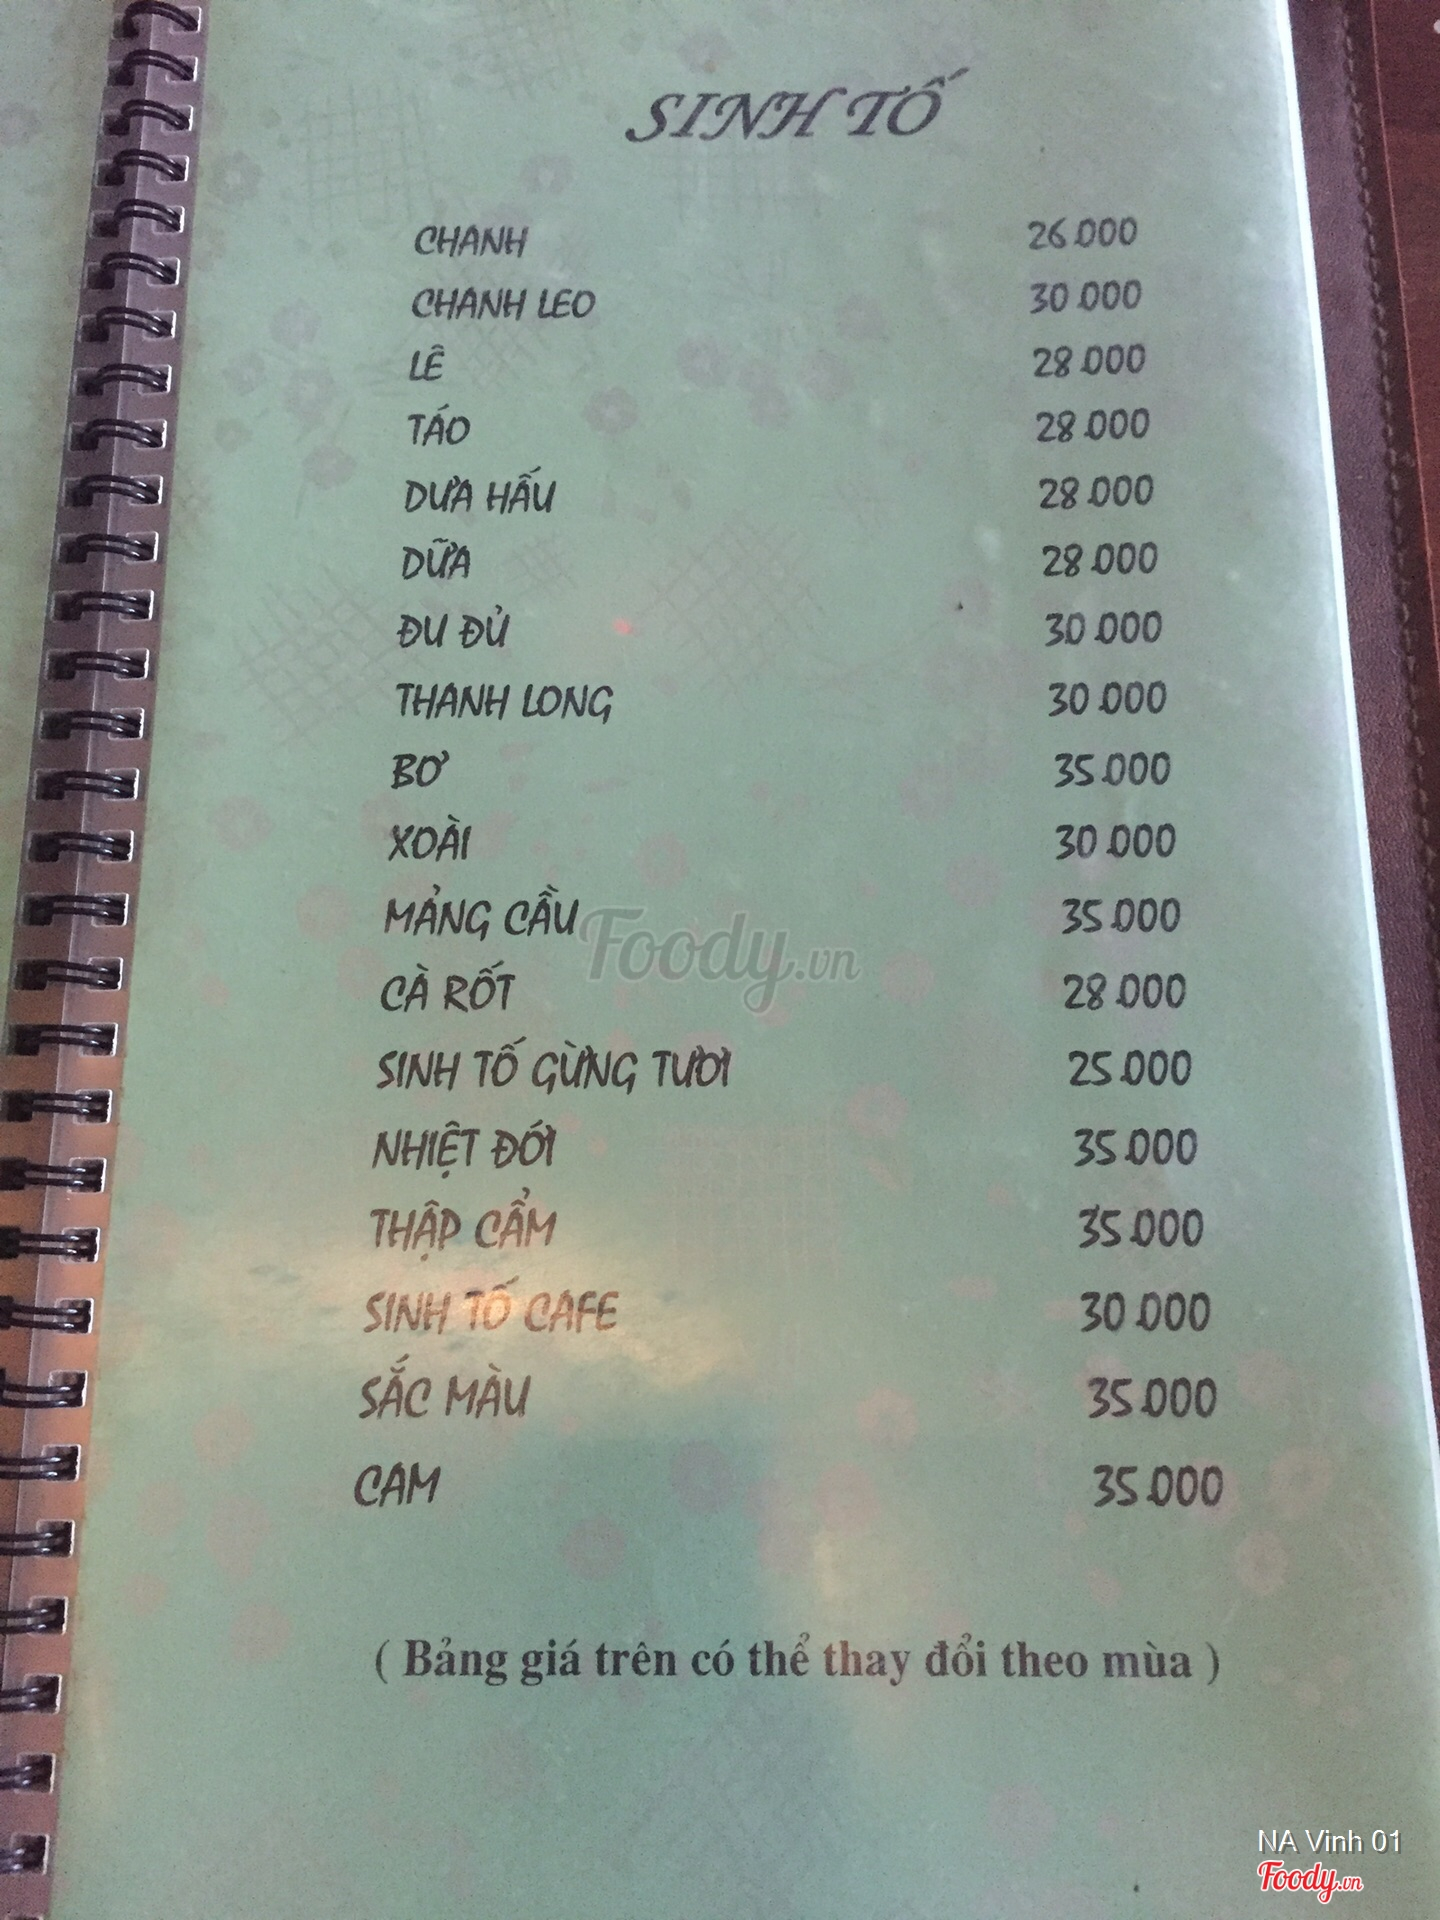 SINH TỐ
CHANH 26.000
CHANH LEO 30.000
LÊ 28.000
TÁO 28.000
DƯA HẤU 28.000
DỮA 28.000
ĐU ĐỦ 30.000
THANH LONG 30.000
BƠ 35.000
XOÀI 30.000
MẢNG CẦU 35.000
CÀ RỐT 28.000
SINH TỐ GỪNG TƯƠI 25.000
NHIỆT ĐỚI 35.000
THẬP CẨM 35.000
SINH TỐ CAFE 30.000
SẮC MÀU 35.000
CAM 35.000
( Bảng giá trên có thể thay đổi theo mùa )
Foody.vn
NA Vinh 01
Foody.vn